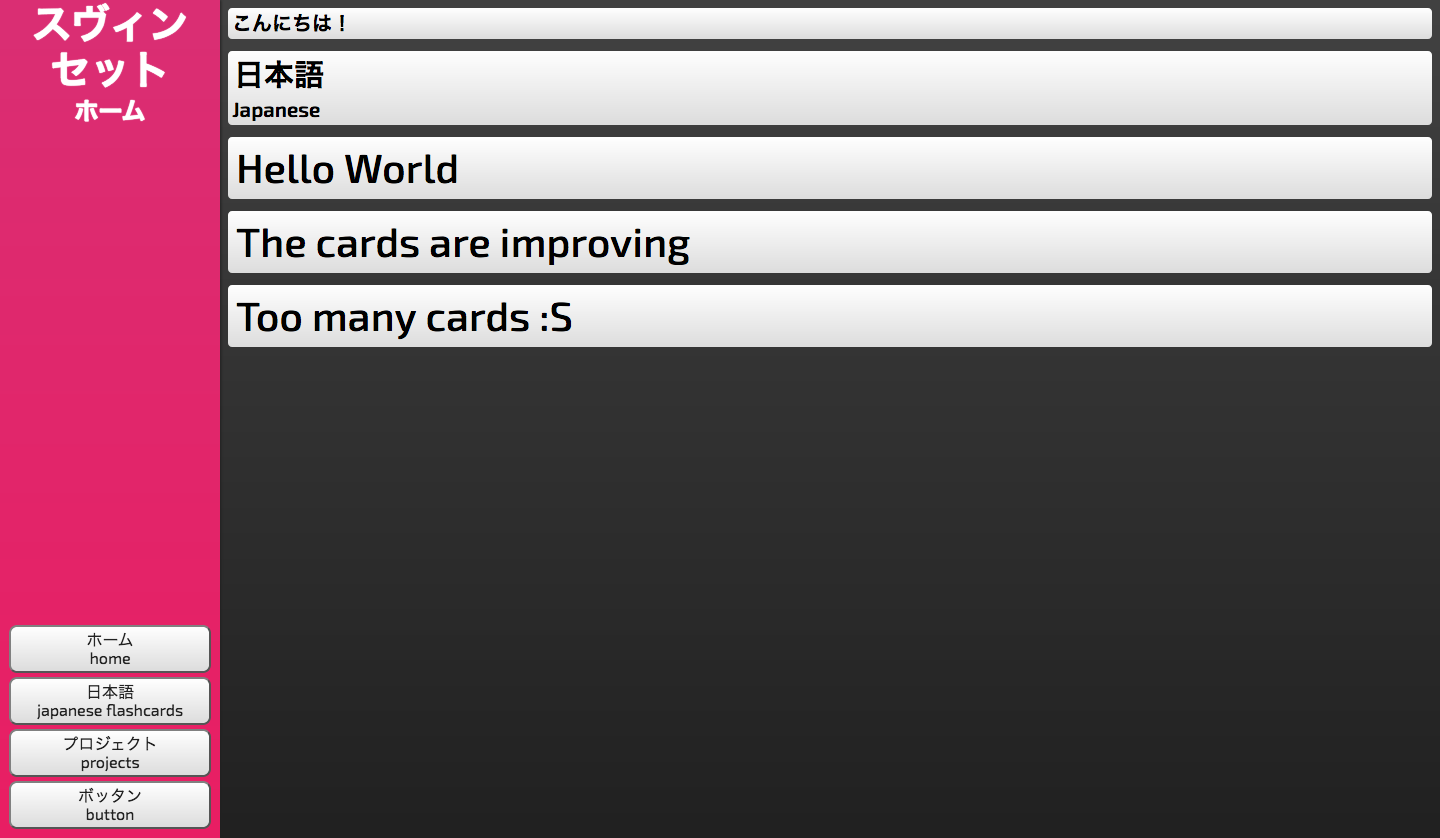 スヴィン
セット
ホーム
ホーム
home
日本語
japanese flashcards
プロジェクト
projects
ボッタン
button
こんにちは！
日本語
Japanese
Hello World
The cards are improving
Too many cards :S